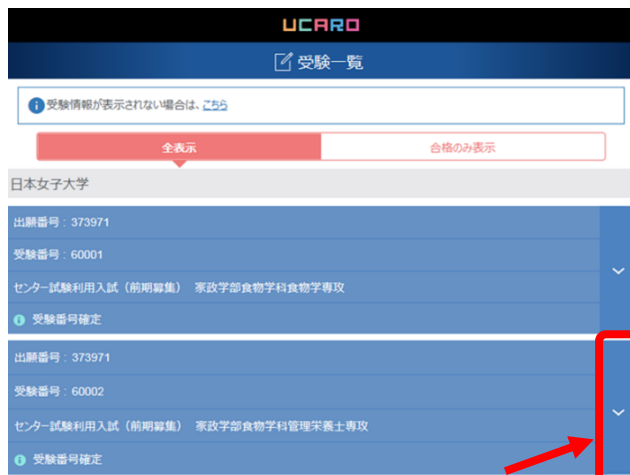 UCARO
受験一覧
受験情報が表示されない場合は、こちら
全表示
合格のみ表示
日本女子大学
出願番号：373971
受験番号：60001
センター試験利用入試（前期募集） 家政学部食物学科食物学専攻
受験番号確定
出願番号：373971
受験番号：60002
センター試験利用入試（前期募集） 家政学部食物学科管理栄養士専攻
受験番号確定